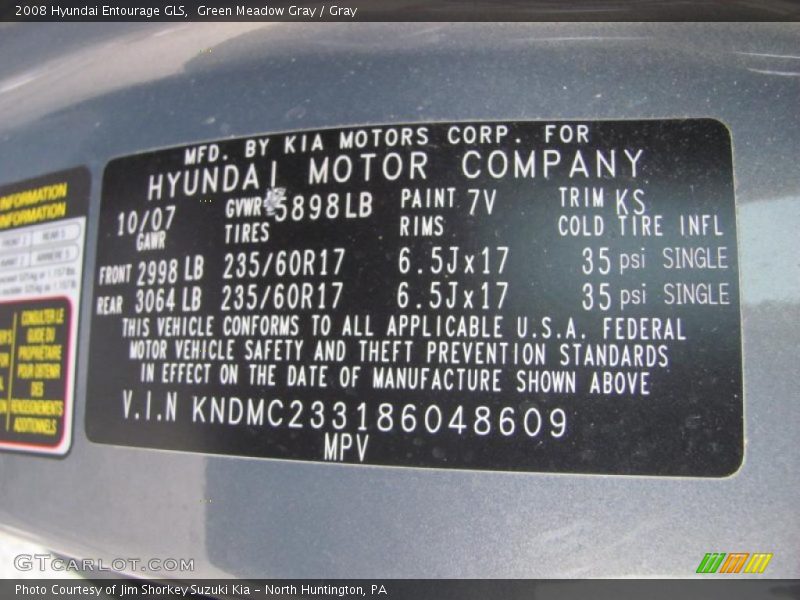 2008 Hyundai Entourage GLS, Green Meadow Gray / Gray
MFD. BY KIA MOTORS CORP. FOR
HYUNDAI MOTOR COMPANY
10/07 GVWR 5898LB PAINT 7V TRIM KS
GAWR TIRES RIMS COLD TIRE INFL
FRONT 2998 LB 235/60R17 6.5Jx17 35 psi SINGLE
REAR 3064 LB 235/60R17 6.5Jx17 35 psi SINGLE
THIS VEHICLE CONFORMS TO ALL APPLICABLE U.S.A. FEDERAL
MOTOR VEHICLE SAFETY AND THEFT PREVENTION STANDARDS
IN EFFECT ON THE DATE OF MANUFACTURE SHOWN ABOVE
V.I.N KNDMC233186048609
MPV
INFORMATION
INFORMATION
CONSULTER LE
GUIDE DU
PROPRIÉTAIRE
POUR OBTENIR
DES
RENSEIGNEMENTS
ADDITIONNELS
GTCARLOT.COM
Photo Courtesy of Jim Shorkey Suzuki Kia - North Huntington, PA